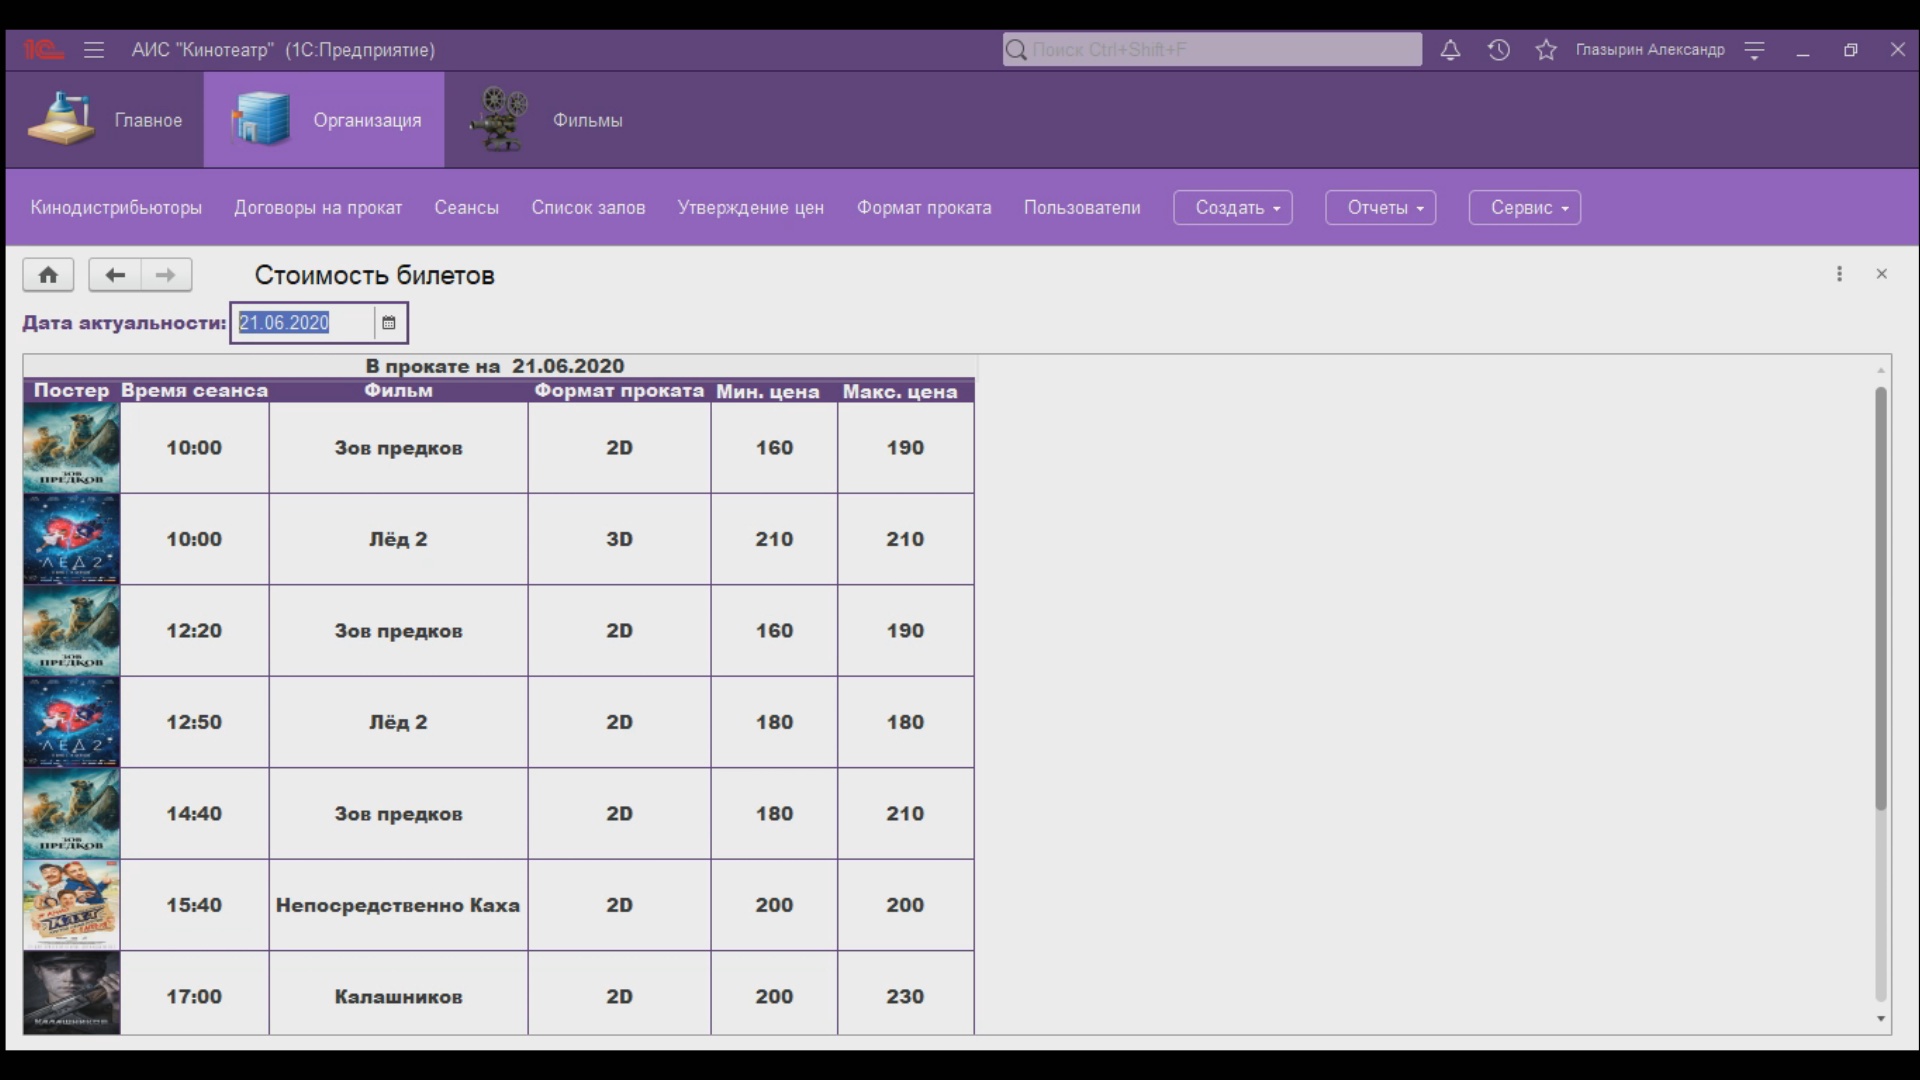 1С АИС "Кинотеатр" (1С:Предприятие) Поиск Ctrl+Shift+F Глазырин Александр
Главное Организация Фильмы
Кинодистрибьюторы Договоры на прокат Сеансы Список залов Утверждение цен Формат проката Пользователи Создать Отчеты Сервис
Стоимость билетов
Дата актуальности: 21.06.2020
В прокате на 21.06.2020
Постер Время сеанса Фильм Формат проката Мин. цена Макс. цена
ЗОВ ПРЕДКОВ 10:00 Зов предков 2D 160 190
ЛЁД 2 10:00 Лёд 2 3D 210 210
ЗОВ ПРЕДКОВ 12:20 Зов предков 2D 160 190
ЛЁД 2 12:50 Лёд 2 2D 180 180
ЗОВ ПРЕДКОВ 14:40 Зов предков 2D 180 210
15:40 Непосредственно Каха 2D 200 200
КАЛАШНИКОВ 17:00 Калашников 2D 200 230